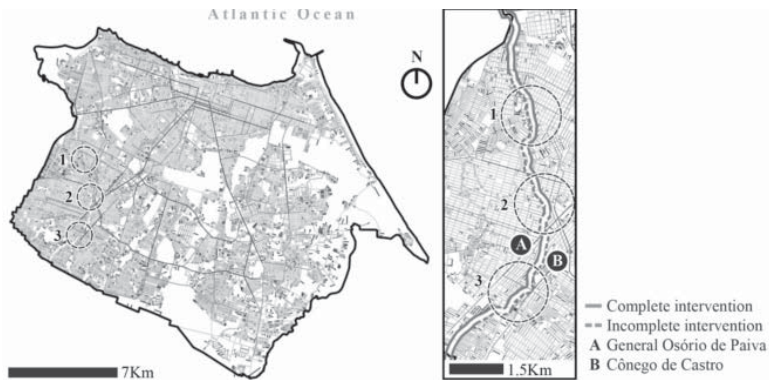 Atlantic Ocean
N
1
2
3
7Km
1
2
A
B
3
1.5Km
Complete intervention
Incomplete intervention
A General Osório de Paiva
B Cônego de Castro